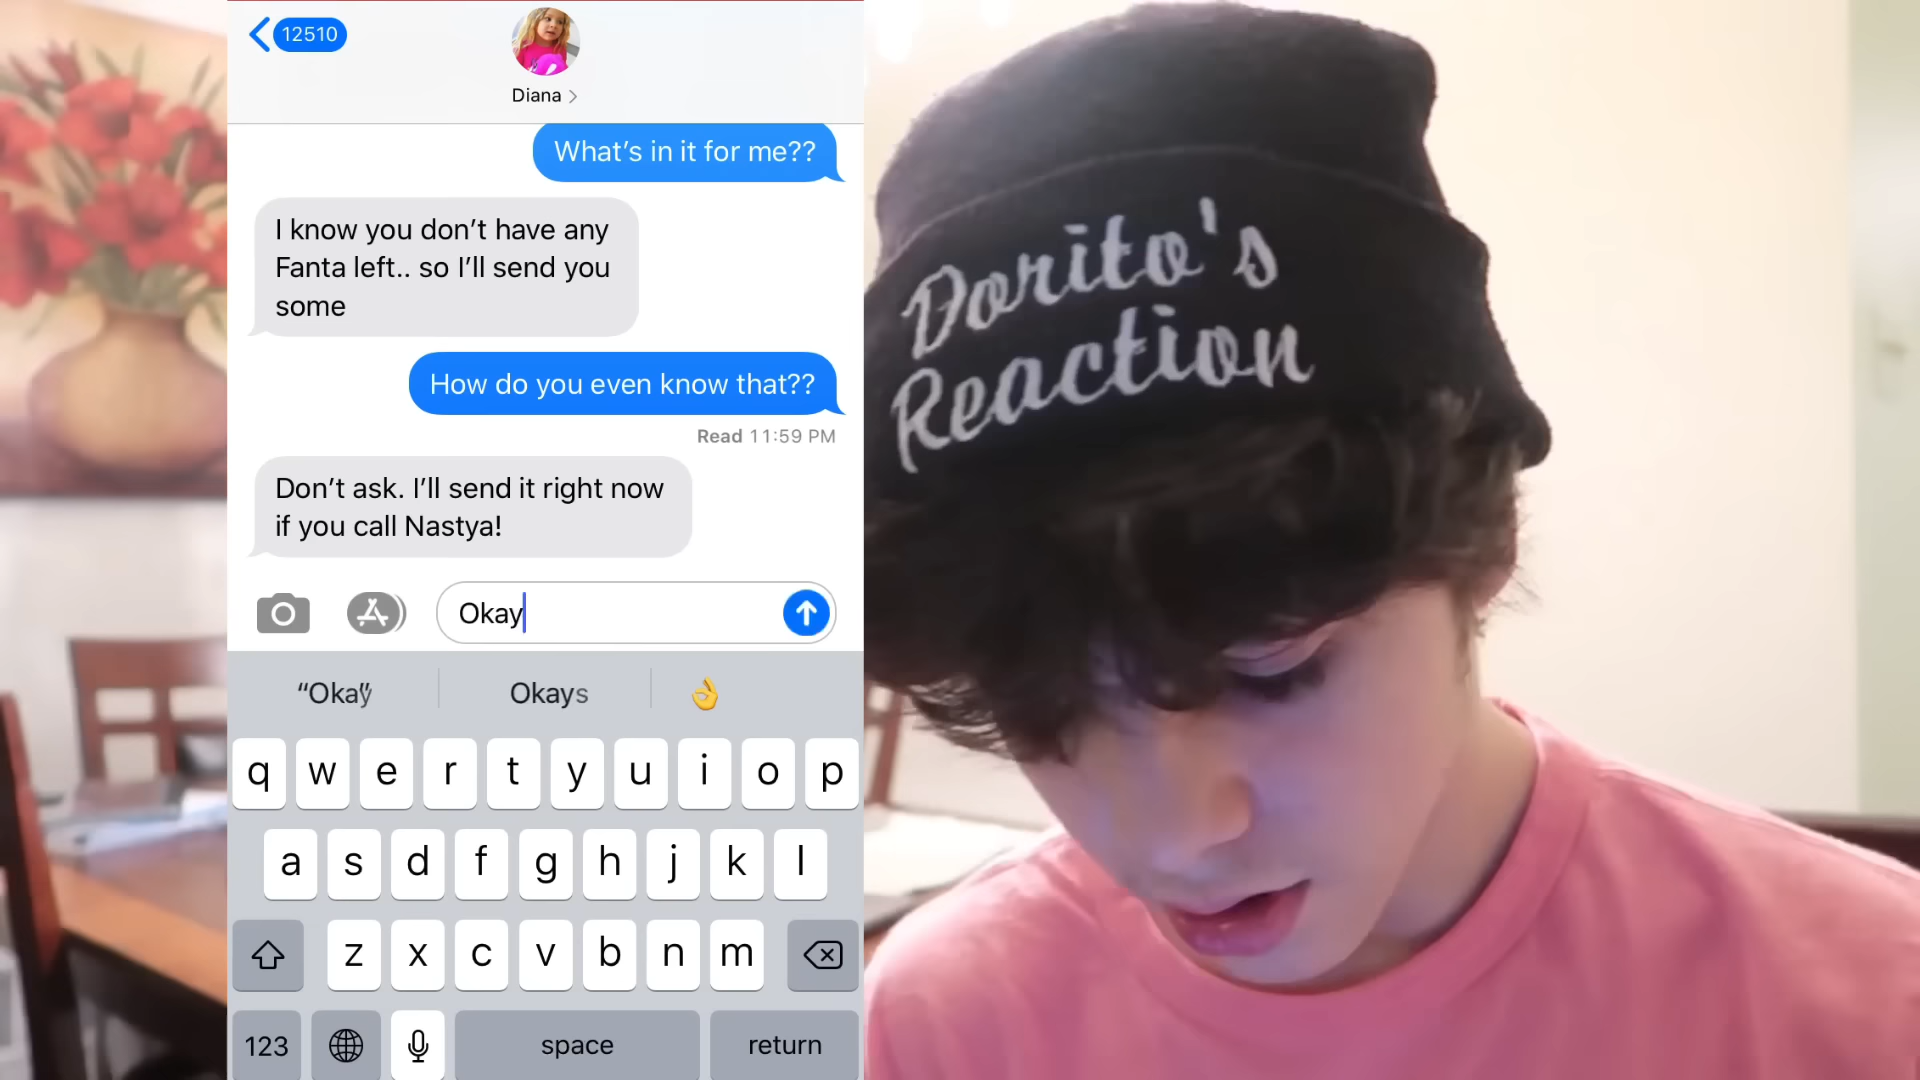 12510
Diana
What's in it for me??
I know you don't have any
Fanta left.. so I'll send you
some
How do you even know that??
Read 11:59 PM
Don't ask. I'll send it right now
if you call Nastya!
Okay
“Okay”
Okays
👌
q w e r t y u i o p
a s d f g h j k l
z x c v b n m
123
space
return
Dorito's
Reaction